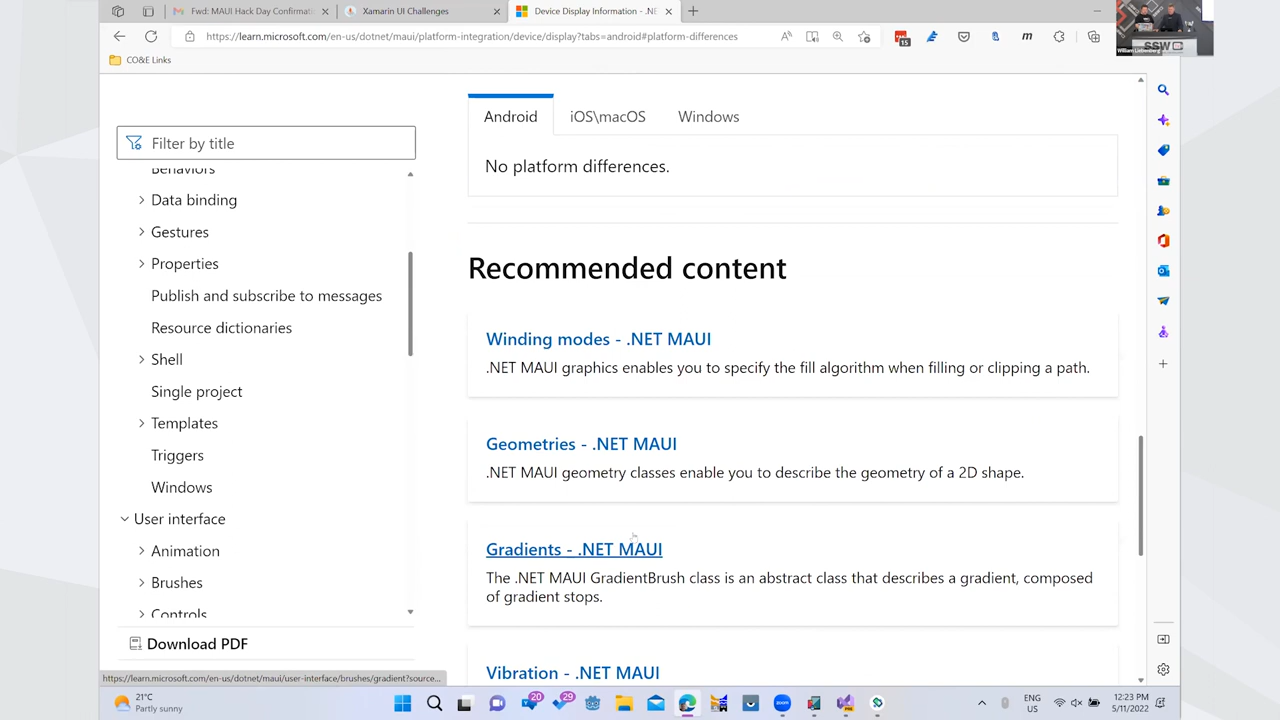 Fwd: MAUI Hack Day Confirmatio
Xamarin UI Challenges
Device Display Information - .NE
https://learn.microsoft.com/en-us/dotnet/maui/platform-integration/device/display?tabs=android#platform-differences
15
m
CO&E Links
SSW
Filter by title
Behaviors
Data binding
Gestures
Properties
Publish and subscribe to messages
Resource dictionaries
Shell
Single project
Templates
Triggers
Windows
User interface
Animation
Brushes
Controls
Download PDF
Android
iOS\macOS
Windows
No platform differences.
Recommended content
Winding modes - .NET MAUI
.NET MAUI graphics enables you to specify the fill algorithm when filling or clipping a path.
Geometries - .NET MAUI
.NET MAUI geometry classes enable you to describe the geometry of a 2D shape.
Gradients - .NET MAUI
The .NET MAUI GradientBrush class is an abstract class that describes a gradient, composed
of gradient stops.
Vibration - .NET MAUI
https://learn.microsoft.com/en-us/dotnet/maui/user-interface/brushes/gradient?source...
21°C
Partly sunny
20
29
zoom
ENG
US
12:23 PM
5/11/2022